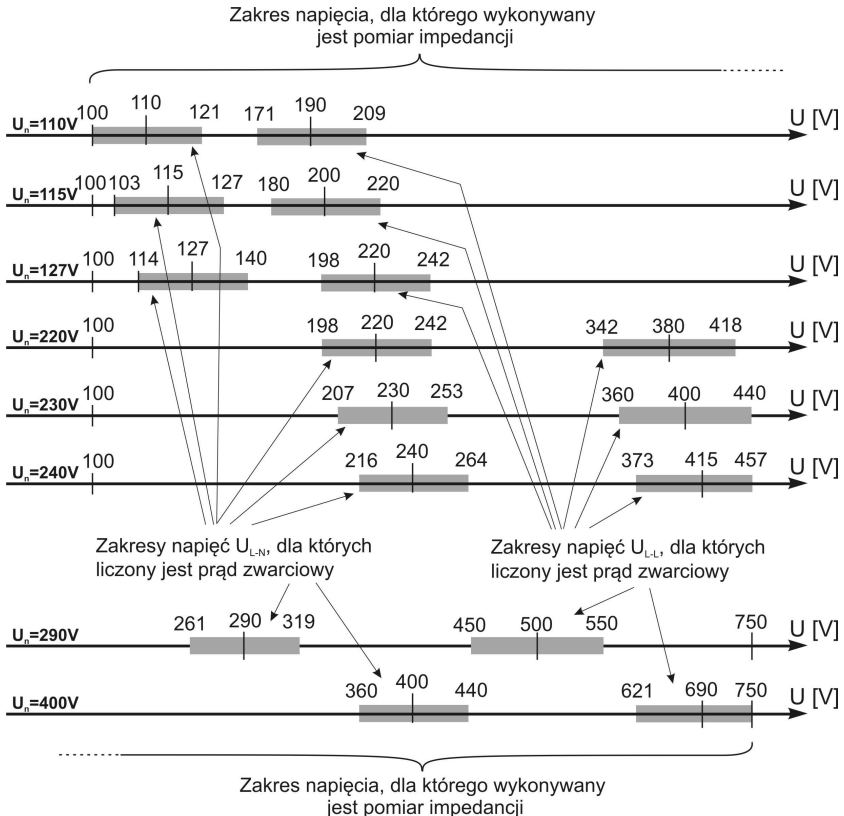 Zakres napięcia, dla którego wykonywany
jest pomiar impedancji
Uₙ=110V 100 110 121 171 190 209 U [V]
Uₙ=115V 100 103 115 127 180 200 220 U [V]
Uₙ=127V 100 114 127 140 198 220 242 U [V]
Uₙ=220V 100 198 220 242 342 380 418 U [V]
Uₙ=230V 100 207 230 253 360 400 440 U [V]
Uₙ=240V 100 216 240 264 373 415 457 U [V]
Zakresy napięć U_L-N, dla których
liczony jest prąd zwarciowy
Zakresy napięć U_L-L, dla których
liczony jest prąd zwarciowy
Uₙ=290V 261 290 319 450 500 550 750 U [V]
Uₙ=400V 360 400 440 621 690 750 U [V]
Zakres napięcia, dla którego wykonywany
jest pomiar impedancji